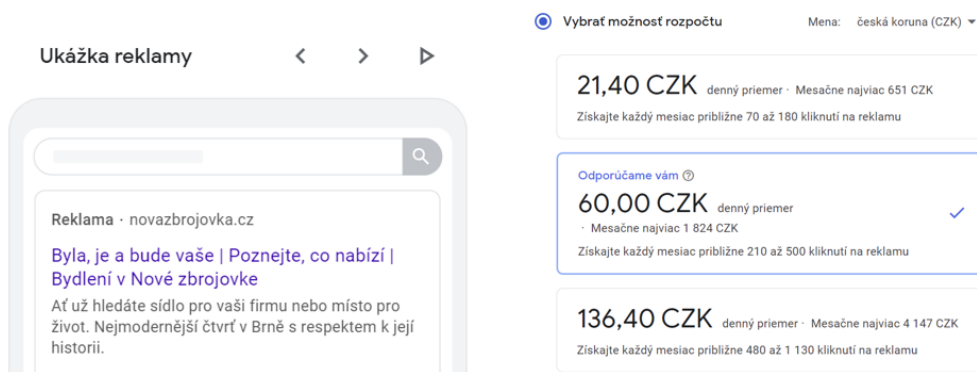 Ukážka reklamy
Reklama · novazbrojovka.cz
Byla, je a bude vaše | Poznejte, co nabízí |
Bydlení v Nové zbrojovke
Ať už hledáte sídlo pro vaši firmu nebo místo pro
život. Nejmodernější čtvrť v Brně s respektem k její
historii.
Vybrať možnosť rozpočtu
Mena: česká koruna (CZK)
21,40 CZK denný priemer · Mesačne najviac 651 CZK
Získajte každý mesiac približne 70 až 180 kliknutí na reklamu
Odporúčame vám
60,00 CZK denný priemer
· Mesačne najviac 1 824 CZK
Získajte každý mesiac približne 210 až 500 kliknutí na reklamu
136,40 CZK denný priemer · Mesačne najviac 4 147 CZK
Získajte každý mesiac približne 480 až 1 130 kliknutí na reklamu